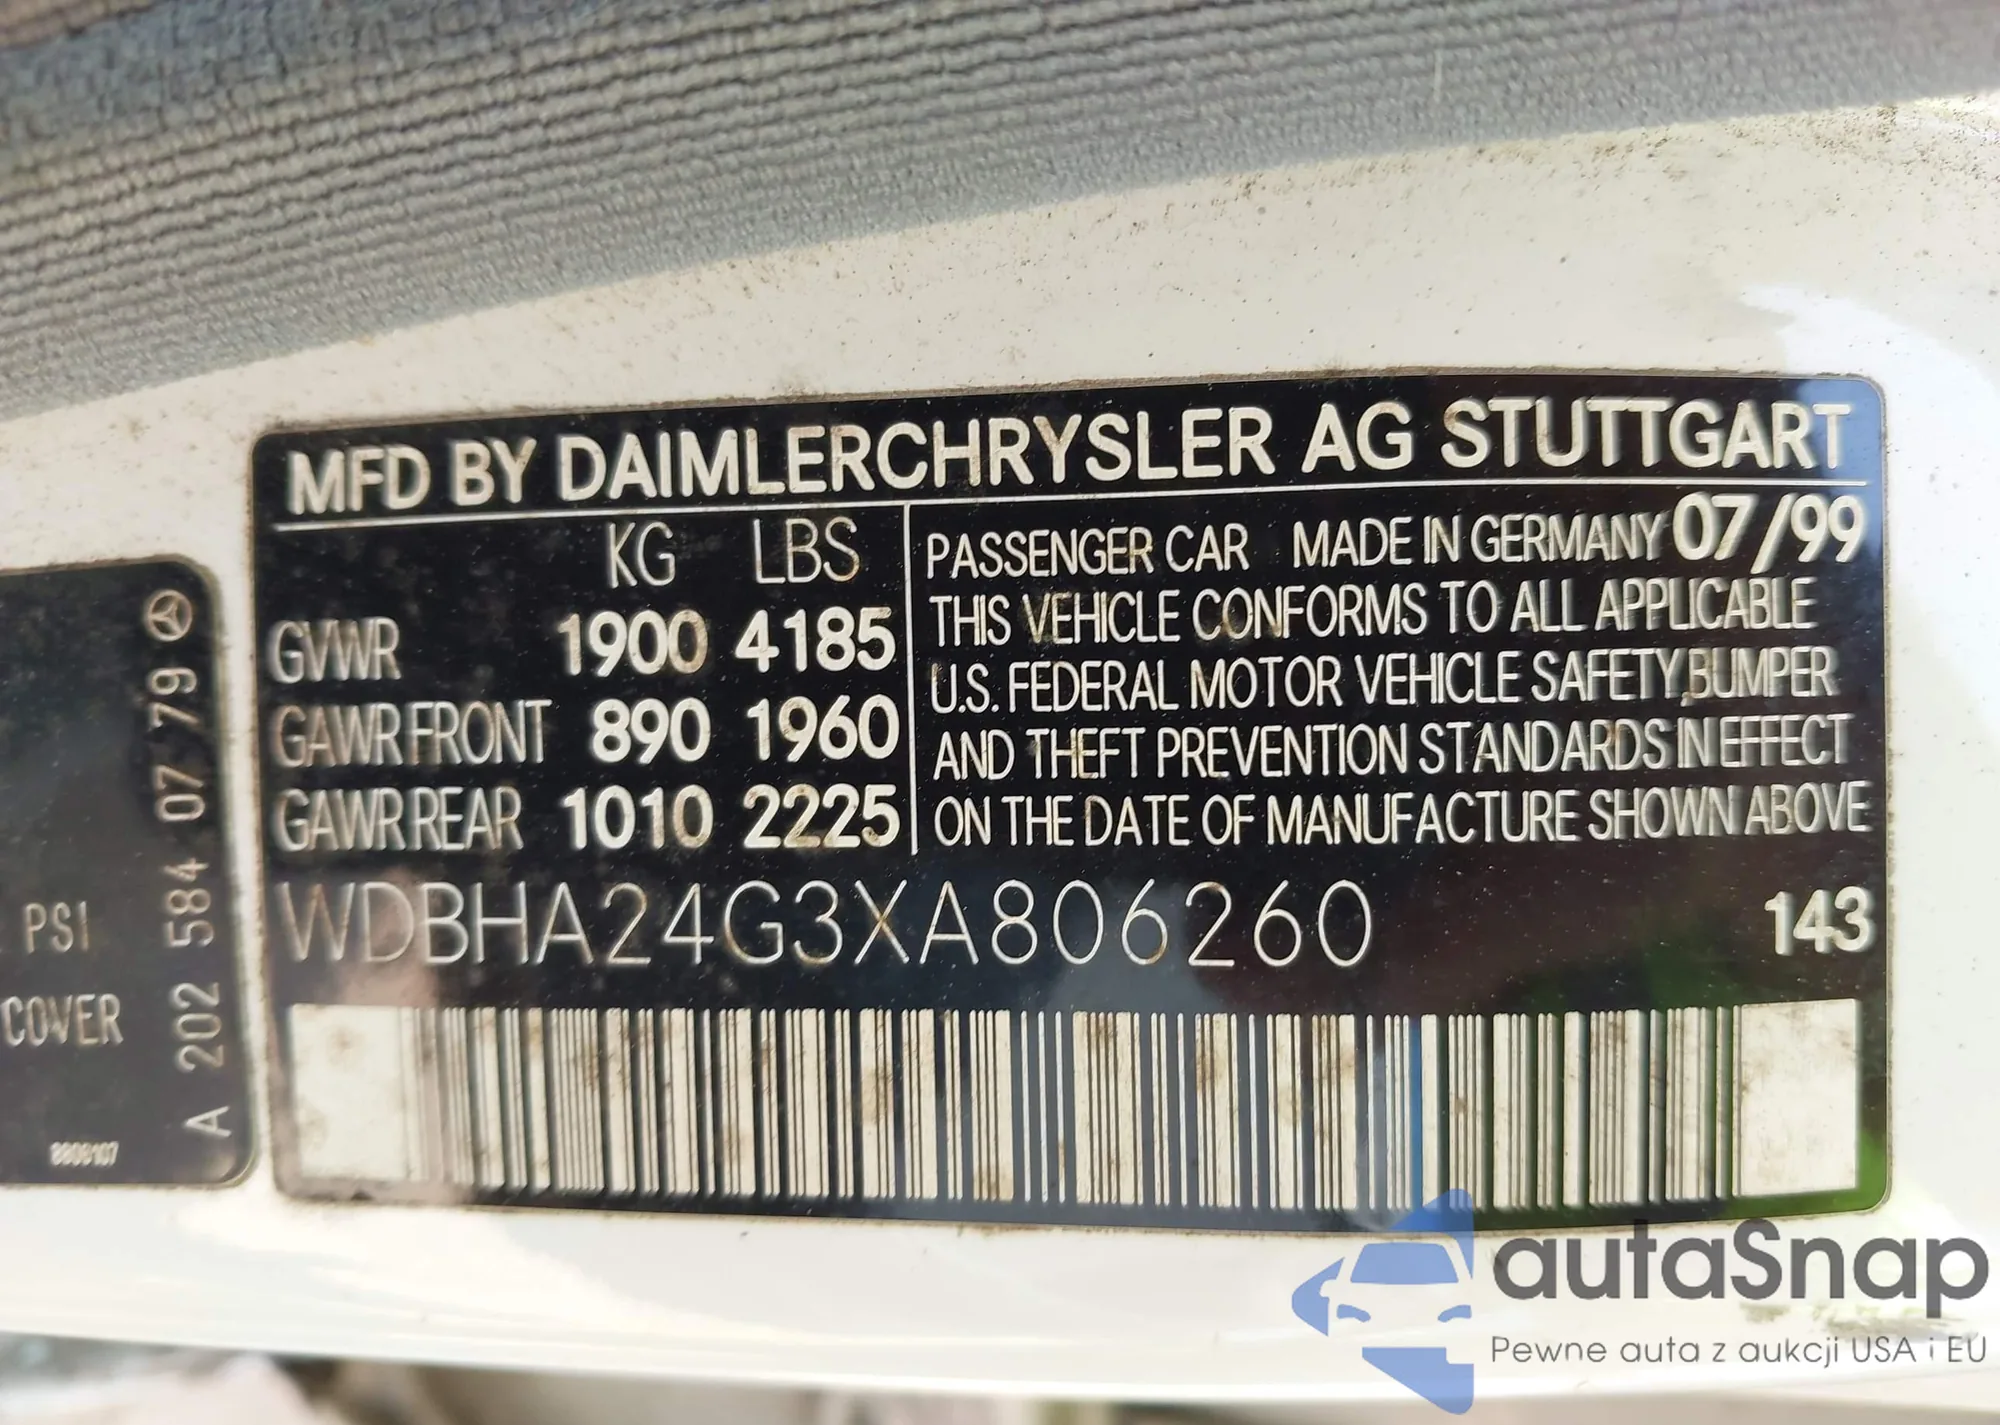 MFD BY DAIMLERCHRYSLER AG STUTTGART
KG LBS
GVWR 1900 4185
GAWR FRONT 890 1960
GAWR REAR 1010 2225
PASSENGER CAR MADE IN GERMANY 07/99
THIS VEHICLE CONFORMS TO ALL APPLICABLE
U.S. FEDERAL MOTOR VEHICLE SAFETY, BUMPER
AND THEFT PREVENTION STANDARDS IN EFFECT
ON THE DATE OF MANUFACTURE SHOWN ABOVE
WDBHA24G3XA806260 143
PSI
COVER
A 202 584 07 79
autaSnap
Pewne auta z aukcji USA i EU